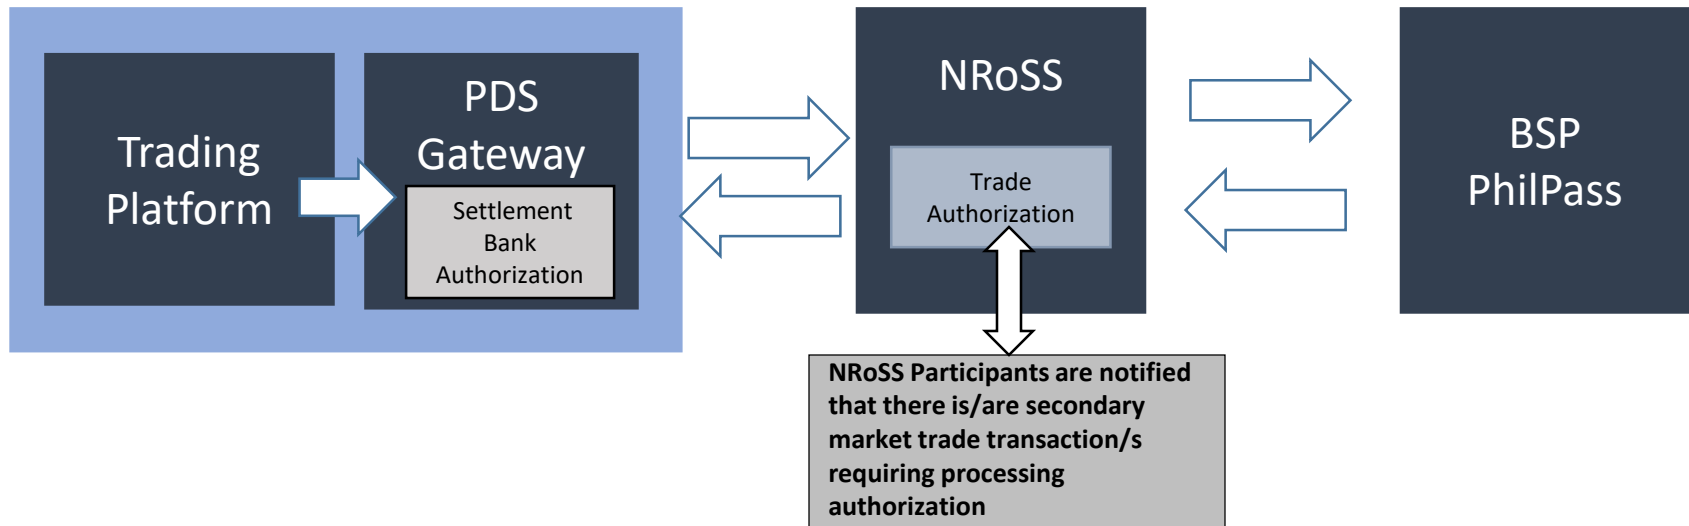 Trading
Platform
PDS
Gateway
Settlement
Bank
Authorization
NRoSS
Trade
Authorization
BSP
PhilPass
NRoSS Participants are notified
that there is/are secondary
market trade transaction/s
requiring processing
authorization